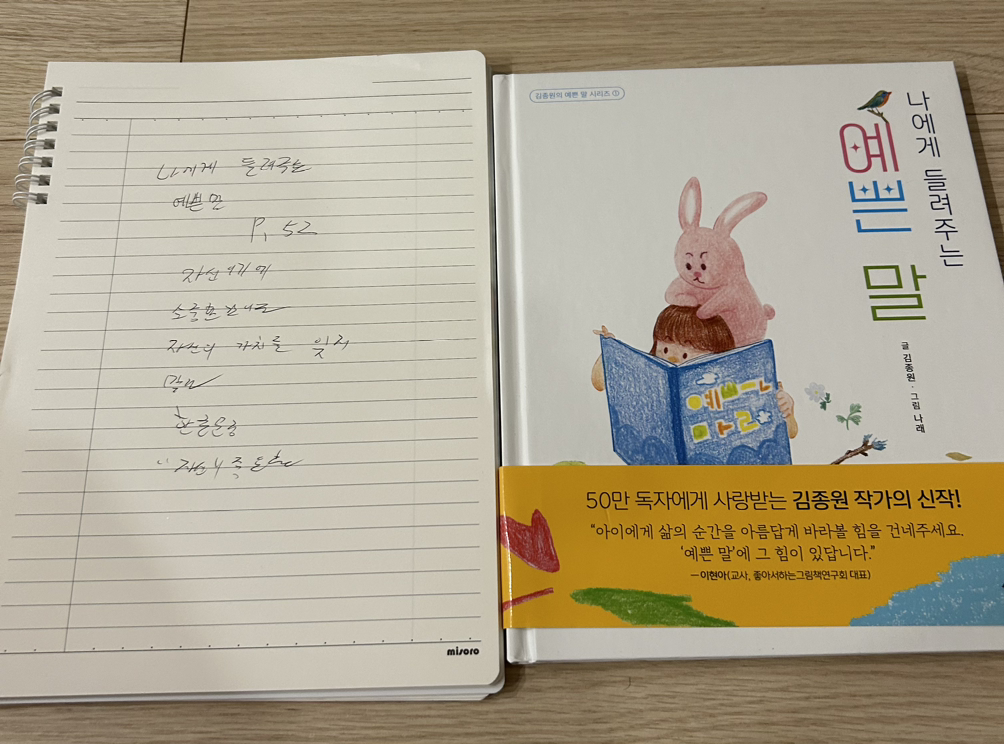 나에게 들려주는
예쁜 말
P. 52
자신에게
소중한
자신의 가치를 잊지
misoro
김종원의 예쁜 말 시리즈 ①
나에게 들려주는
예쁜 말
글 김종원 · 그림 나래
예쁜
말
50만 독자에게 사랑받는 김종원 작가의 신작!
“아이에게 삶의 순간을 아름답게 바라볼 힘을 건네주세요.
‘예쁜 말’에 그 힘이 있답니다.”
—이현아(교사, 좋아서하는그림책연구회 대표)